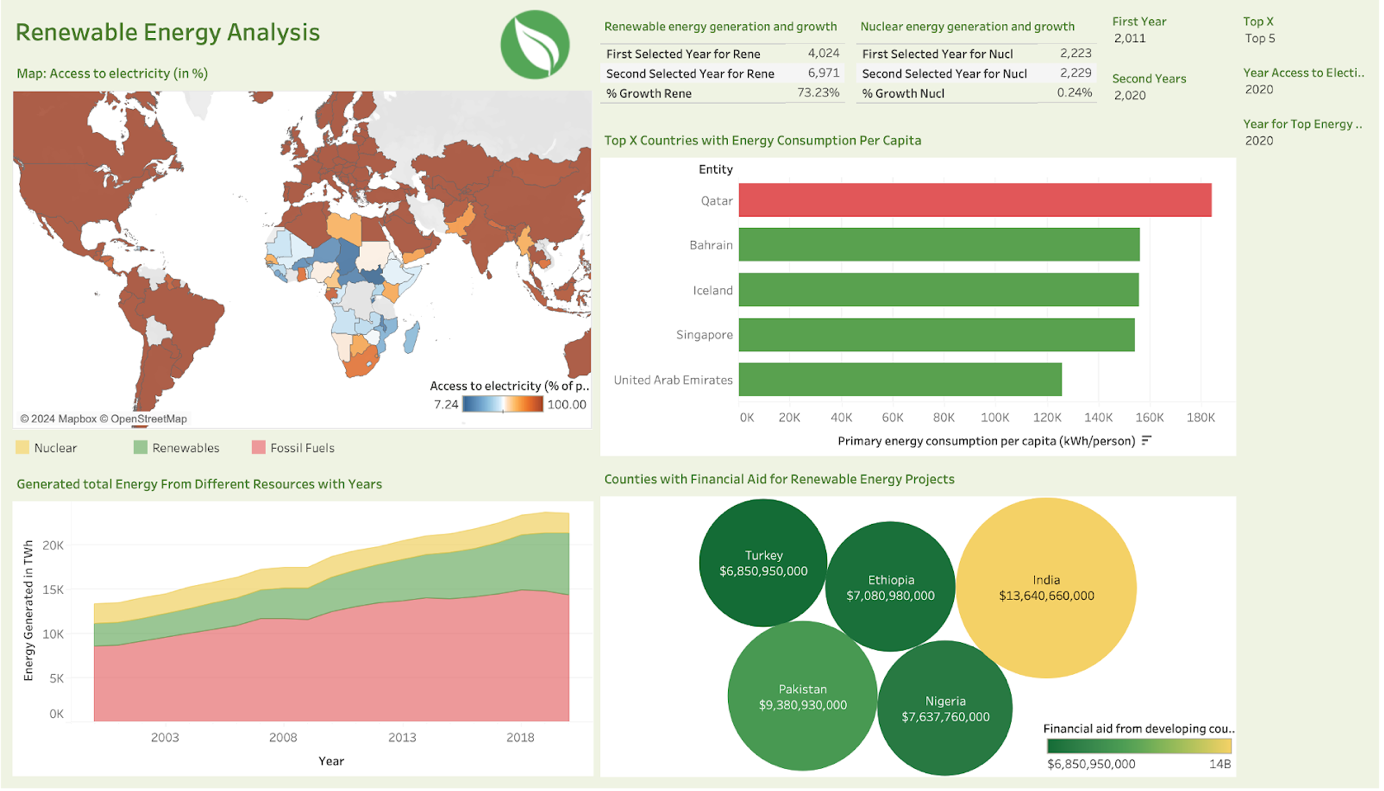 Renewable Energy Analysis
Map: Access to electricity (in %)
© 2024 Mapbox © OpenStreetMap
Access to electricity (% of p..
7.24 100.00
Renewable energy generation and growth
First Selected Year for Rene 4,024
Second Selected Year for Rene 6,971
% Growth Rene 73.23%
Nuclear energy generation and growth
First Selected Year for Nucl 2,223
Second Selected Year for Nucl 2,229
% Growth Nucl 0.24%
First Year
2,011
Second Years
2,020
Top X
Top 5
Year Access to Electi..
2020
Year for Top Energy ..
2020
Top X Countries with Energy Consumption Per Capita
Entity
Qatar
Bahrain
Iceland
Singapore
United Arab Emirates
0K 20K 40K 60K 80K 100K 120K 140K 160K 180K
Primary energy consumption per capita (kWh/person)
Nuclear Renewables Fossil Fuels
Generated total Energy From Different Resources with Years
Energy Generated in TWh
20K
15K
10K
5K
0K
2003 2008 2013 2018
Year
Counties with Financial Aid for Renewable Energy Projects
Turkey
$6,850,950,000
Ethiopia
$7,080,980,000
India
$13,640,660,000
Pakistan
$9,380,930,000
Nigeria
$7,637,760,000
Financial aid from developing cou..
$6,850,950,000 14B